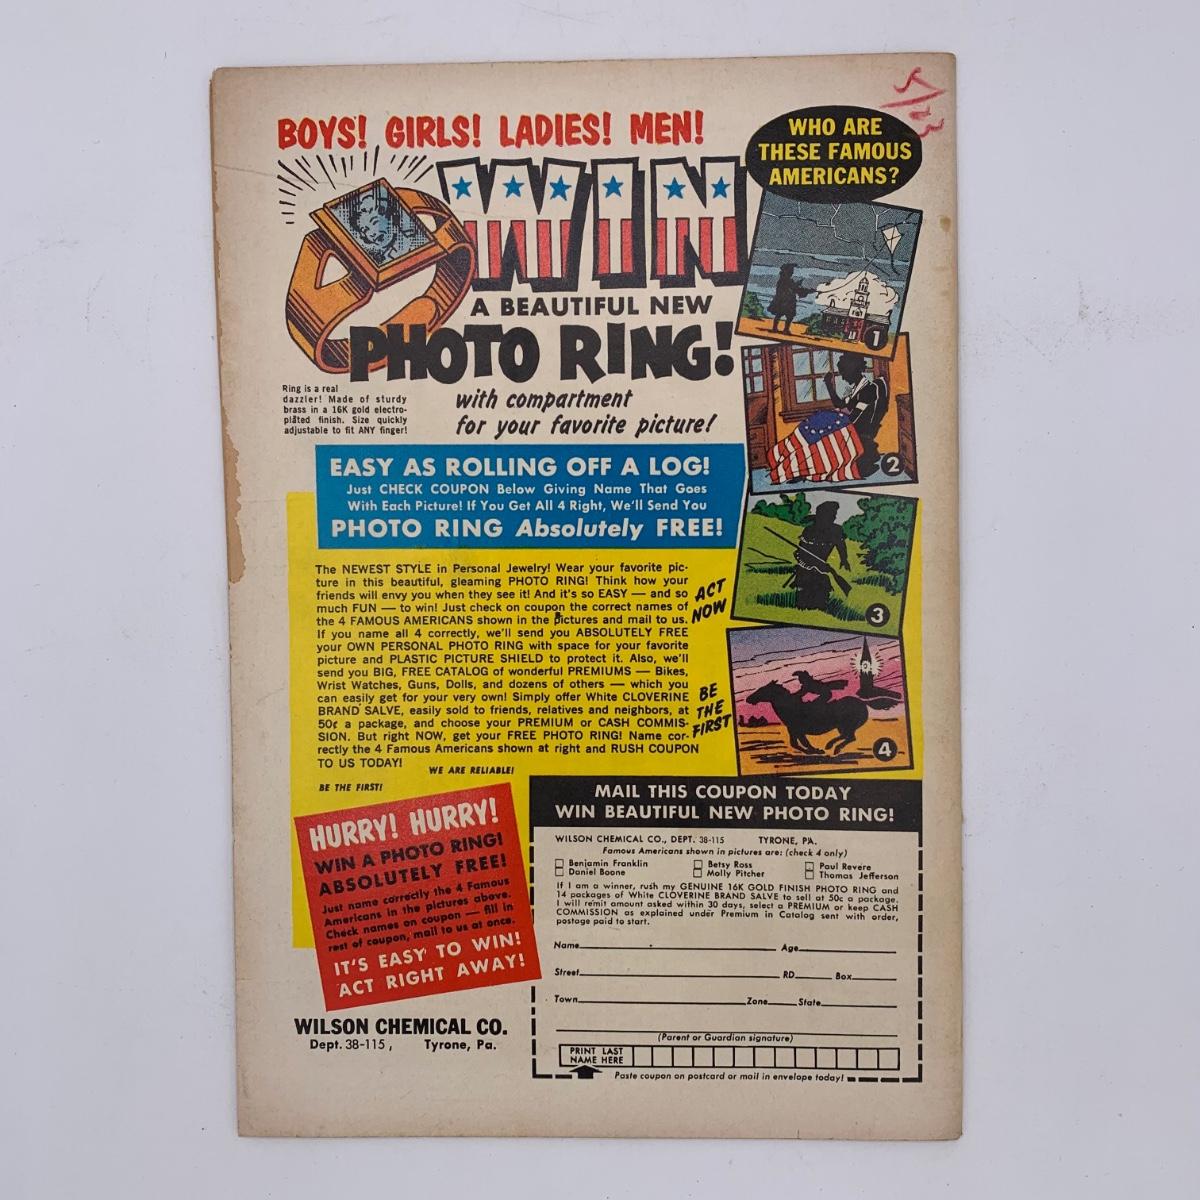 5/23
BOYS! GIRLS! LADIES! MEN!
WIN
A BEAUTIFUL NEW
PHOTO RING!
with compartment
for your favorite picture!
Ring is a real
dazzler! Made of sturdy
brass in a 16K gold electro-
plated finish. Size quickly
adjustable to fit ANY finger!
WHO ARE
THESE FAMOUS
AMERICANS?
1
2
3
4
EASY AS ROLLING OFF A LOG!
Just CHECK COUPON Below Giving Name That Goes
With Each Picture! If You Get All 4 Right, We'll Send You
PHOTO RING Absolutely FREE!
The NEWEST STYLE in Personal Jewelry! Wear your favorite pic-
ture in this beautiful, gleaming PHOTO RING! Think how your
friends will envy you when they see it! And it's so EASY — and so
much FUN — to win! Just check on coupon the correct names of
the 4 FAMOUS AMERICANS shown in the pictures and mail to us.
If you name all 4 correctly, we'll send you ABSOLUTELY FREE
your OWN PERSONAL PHOTO RING with space for your favorite
picture and PLASTIC PICTURE SHIELD to protect it. Also, we'll
send you BIG, FREE CATALOG of wonderful PREMIUMS — Bikes,
Wrist Watches, Guns, Dolls, and dozens of others — which you
can easily get for your very own! Simply offer White CLOVERINE
BRAND SALVE, easily sold to friends, relatives and neighbors, at
50¢ a package, and choose your PREMIUM or CASH COMMIS-
SION. But right NOW, get your FREE PHOTO RING! Name cor-
rectly the 4 Famous Americans shown at right and RUSH COUPON
TO US TODAY!
WE ARE RELIABLE!
BE THE FIRST!
ACT
NOW
BE
THE
FIRST
HURRY! HURRY!
WIN A PHOTO RING!
ABSOLUTELY FREE!
Just name correctly the 4 Famous
Americans in the pictures above.
Check names on coupon — fill in
rest of coupon, mail to us at once.
IT'S EASY TO WIN!
ACT RIGHT AWAY!
WILSON CHEMICAL CO.
Dept. 38-115, Tyrone, Pa.
MAIL THIS COUPON TODAY
WIN BEAUTIFUL NEW PHOTO RING!
WILSON CHEMICAL CO., DEPT. 38-115 TYRONE, PA.
Famous Americans shown in pictures are: (check 4 only)
Benjamin Franklin Betsy Ross Paul Revere
Daniel Boone Molly Pitcher Thomas Jefferson
If I am a winner, rush my GENUINE 16K GOLD FINISH PHOTO RING and
14 packages of White CLOVERINE BRAND SALVE to sell at 50c a package.
I will remit amount asked within 30 days, select a PREMIUM or keep CASH
COMMISSION as explained under Premium in Catalog sent with order,
postage paid to start.
Name Age
Street RD Box
Town Zone State
(Parent or Guardian signature)
PRINT LAST
NAME HERE
Paste coupon on postcard or mail in envelope today!